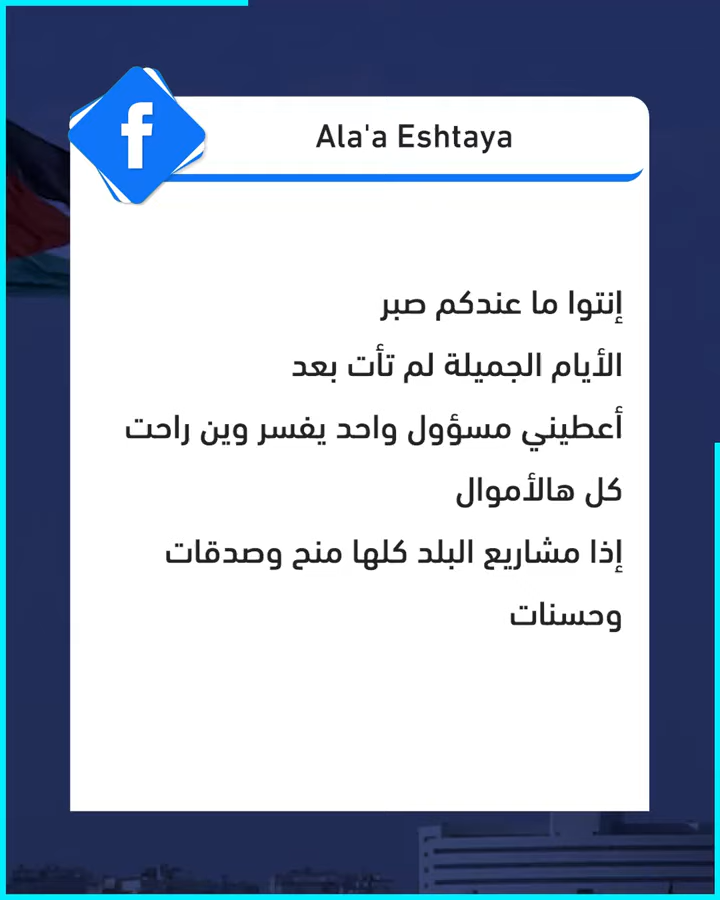 Ala'a Eshtaya
إنتوا ما عندكم صبر
الأيام الجميلة لم تأت بعد
أعطيني مسؤول واحد يفسر وين راحت
كل هالأموال
إذا مشاريع البلد كلها منح وصدقات
وحسنات